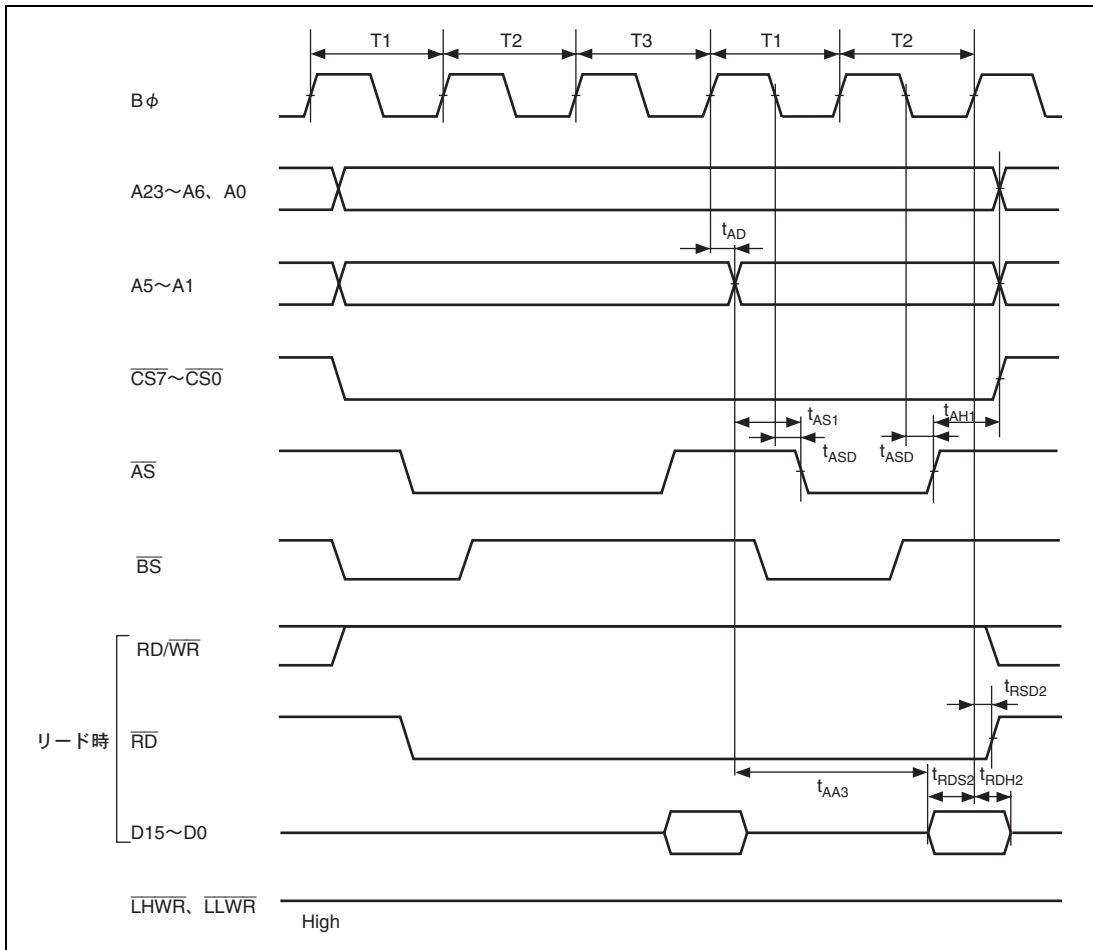 T1 T2 T3 T1 T2
Bφ
A23～A6、A0
tAD
A5～A1
CS7～CS0
tAS1 tAH1
tASD tASD
AS
BS
RD/WR
tRSD2
リード時 RD
tAA3 tRDS2 tRDH2
D15～D0
LHWR、LLWR
High